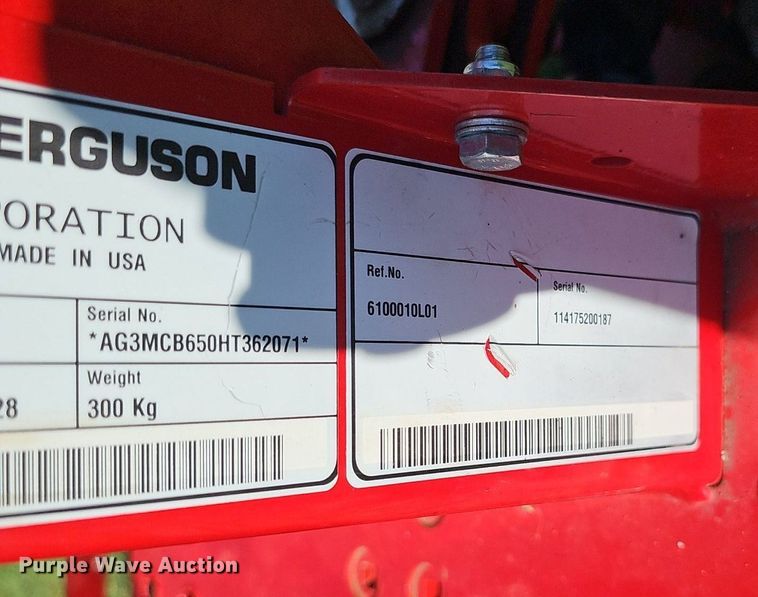 ERGUSON
ORATION
MADE IN USA
Serial No.
*AG3MCB650HT362071*
Weight
28
300 Kg
Ref.No.
6100010L01
Serial No.
114175200187
Purple Wave Auction